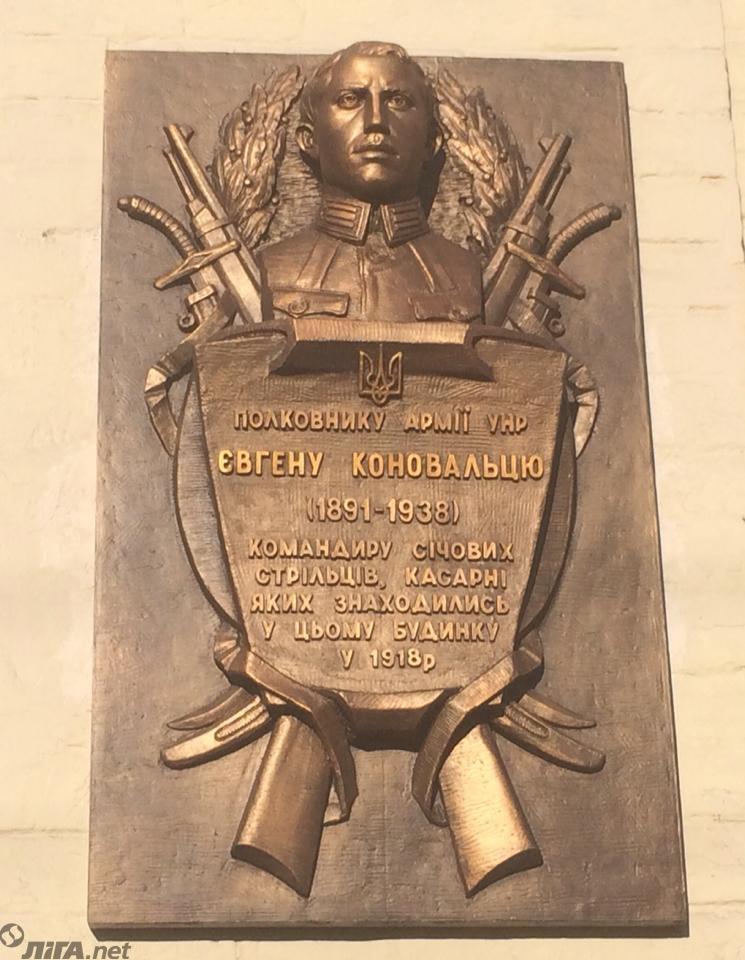 ПОЛКОВНИКУ АРМІЇ УНР
ЄВГЕНУ КОНОВАЛЬЦЮ
(1891-1938)
КОМАНДИРУ СІЧОВИХ
СТРІЛЬЦІВ, КАСАРНІ
ЯКИХ ЗНАХОДИЛИСЬ
У ЦЬОМУ БУДИНКУ
У 1918р
ЛІГА.net